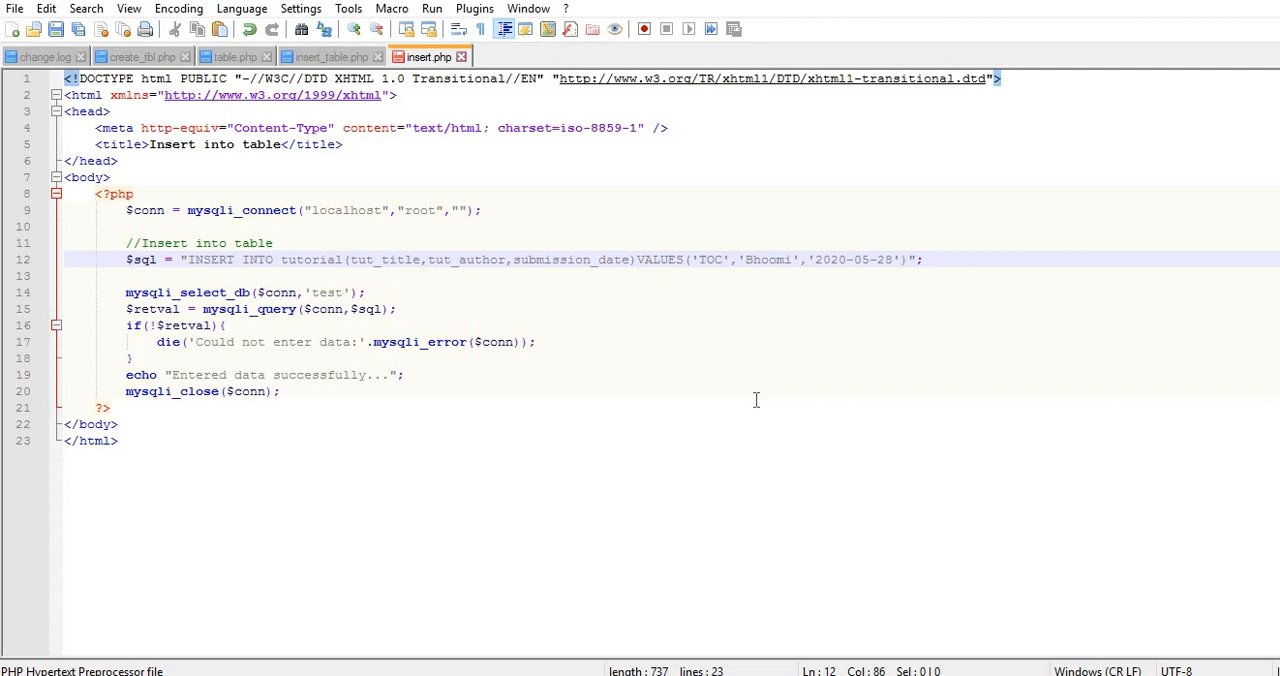 File Edit Search View Encoding Language Settings Tools Macro Run Plugins Window ?
change.log create_tbl.php table.php insert_table.php insert.php
1 <!DOCTYPE html PUBLIC "-//W3C//DTD XHTML 1.0 Transitional//EN" "http://www.w3.org/TR/xhtml1/DTD/xhtml1-transitional.dtd">
2 <html xmlns="http://www.w3.org/1999/xhtml">
3 <head>
4 <meta http-equiv="Content-Type" content="text/html; charset=iso-8859-1" />
5 <title>Insert into table</title>
6 </head>
7 <body>
8 <?php
9 $conn = mysqli_connect("localhost","root","");
10
11 //Insert into table
12 $sql = "INSERT INTO tutorial(tut_title,tut_author,submission_date)VALUES('TOC','Bhoomi','2020-05-28')";
13
14 mysqli_select_db($conn,'test');
15 $retval = mysqli_query($conn,$sql);
16 if(!$retval){
17 die('Could not enter data:'.mysqli_error($conn));
18 }
19 echo "Entered data successfully...";
20 mysqli_close($conn);
21 ?>
22 </body>
23 </html>
PHP Hypertext Preprocessor file length : 737 lines : 23 Ln : 12 Col : 86 Sel : 0 | 0 Windows (CR LF) UTF-8